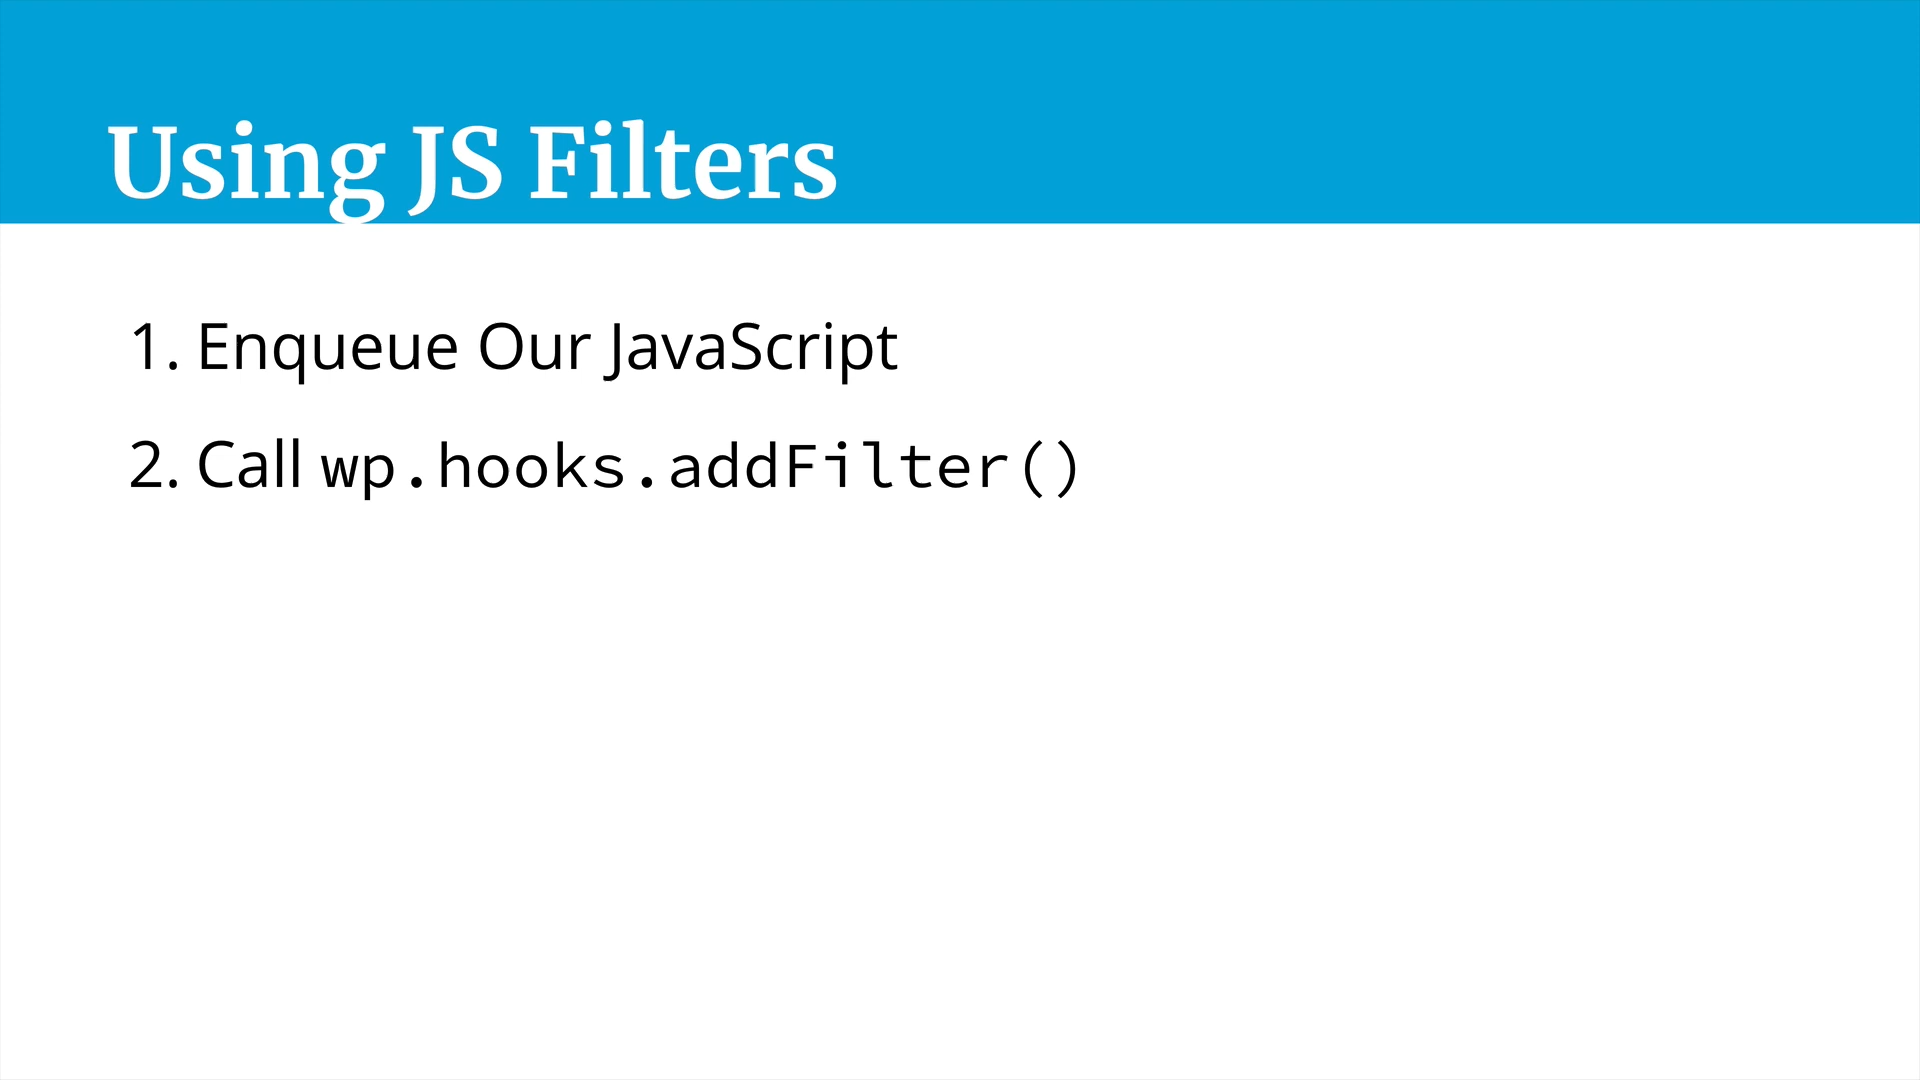 Using JS Filters
1. Enqueue Our JavaScript
2. Call wp.hooks.addFilter()